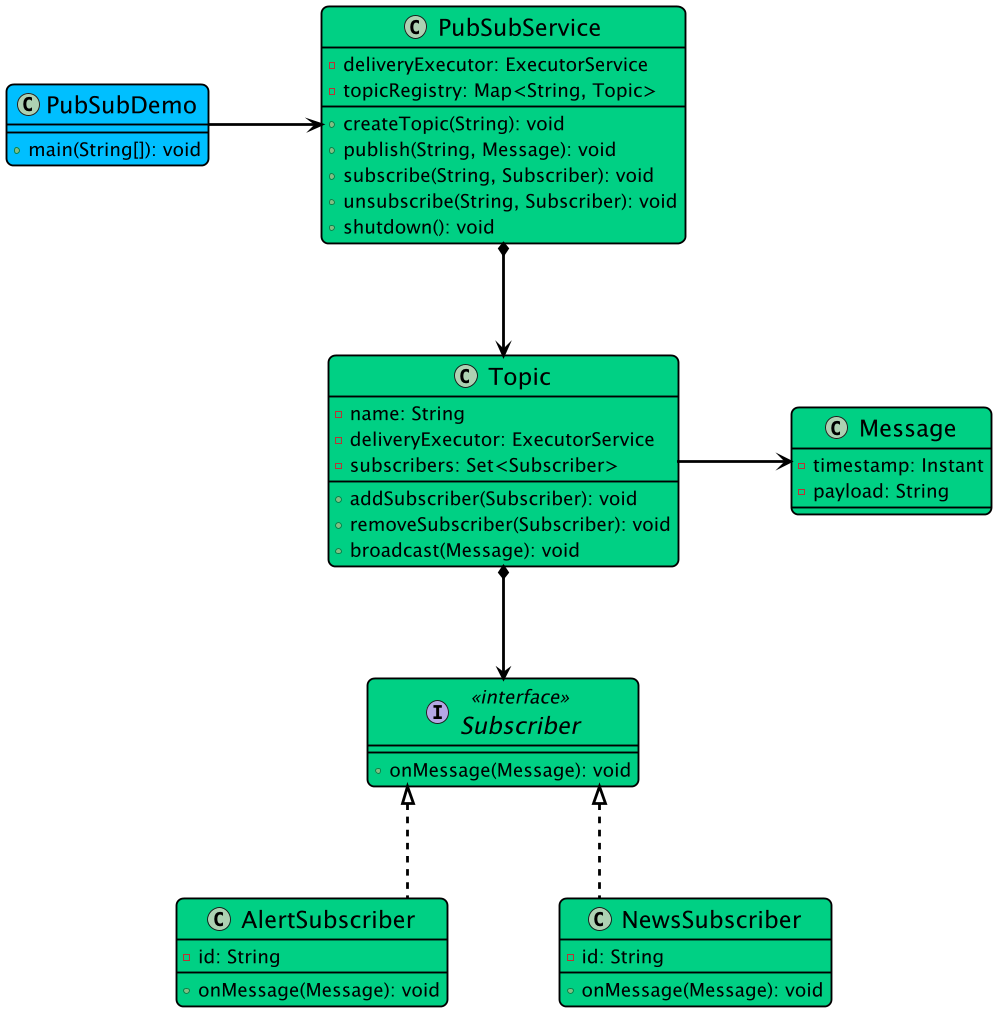 C PubSubService
deliveryExecutor: ExecutorService
topicRegistry: Map<String, Topic>
createTopic(String): void
publish(String, Message): void
subscribe(String, Subscriber): void
unsubscribe(String, Subscriber): void
shutdown(): void
C PubSubDemo
main(String[]): void
C Topic
name: String
deliveryExecutor: ExecutorService
subscribers: Set<Subscriber>
addSubscriber(Subscriber): void
removeSubscriber(Subscriber): void
broadcast(Message): void
C Message
timestamp: Instant
payload: String
«interface»
I Subscriber
onMessage(Message): void
C AlertSubscriber
id: String
onMessage(Message): void
C NewsSubscriber
id: String
onMessage(Message): void